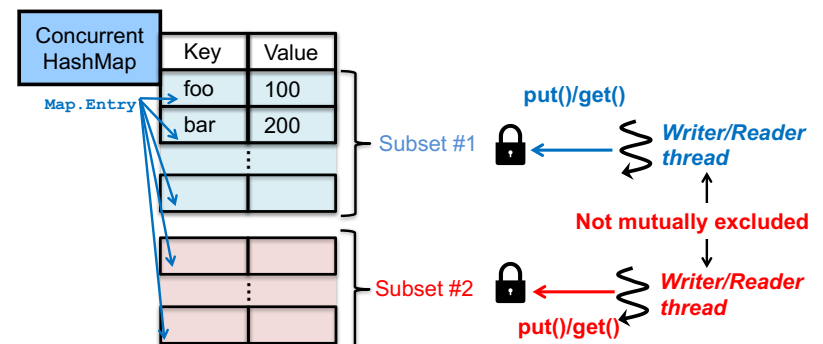 Concurrent
HashMap
Key Value
foo 100
Map.Entry
bar 200
Subset #1
put()/get()
Writer/Reader
thread
Not mutually excluded
Subset #2
Writer/Reader
thread
put()/get()